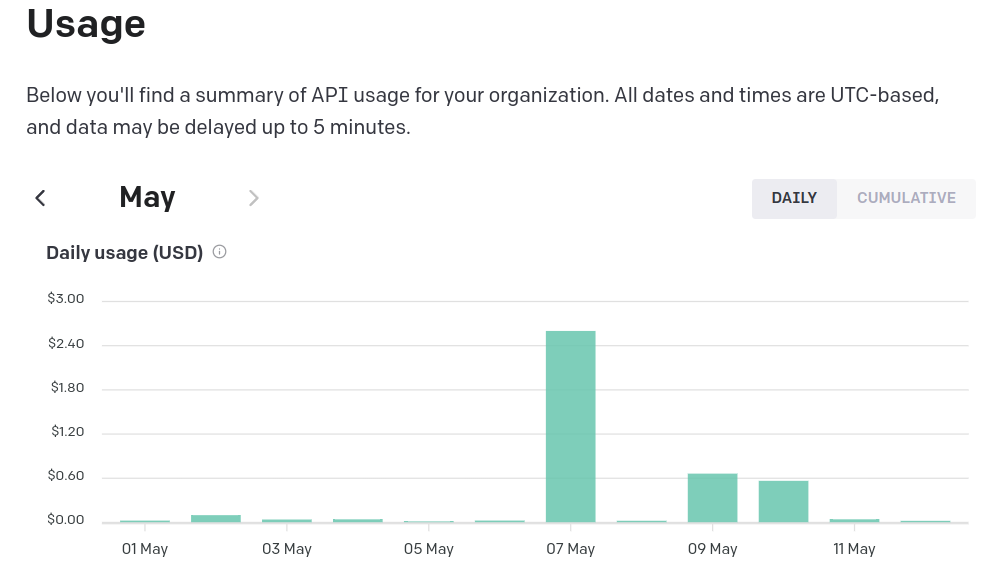 Usage
Below you'll find a summary of API usage for your organization. All dates and times are UTC-based,
and data may be delayed up to 5 minutes.
May
DAILY CUMULATIVE
Daily usage (USD)
$3.00
$2.40
$1.80
$1.20
$0.60
$0.00
01 May 03 May 05 May 07 May 09 May 11 May